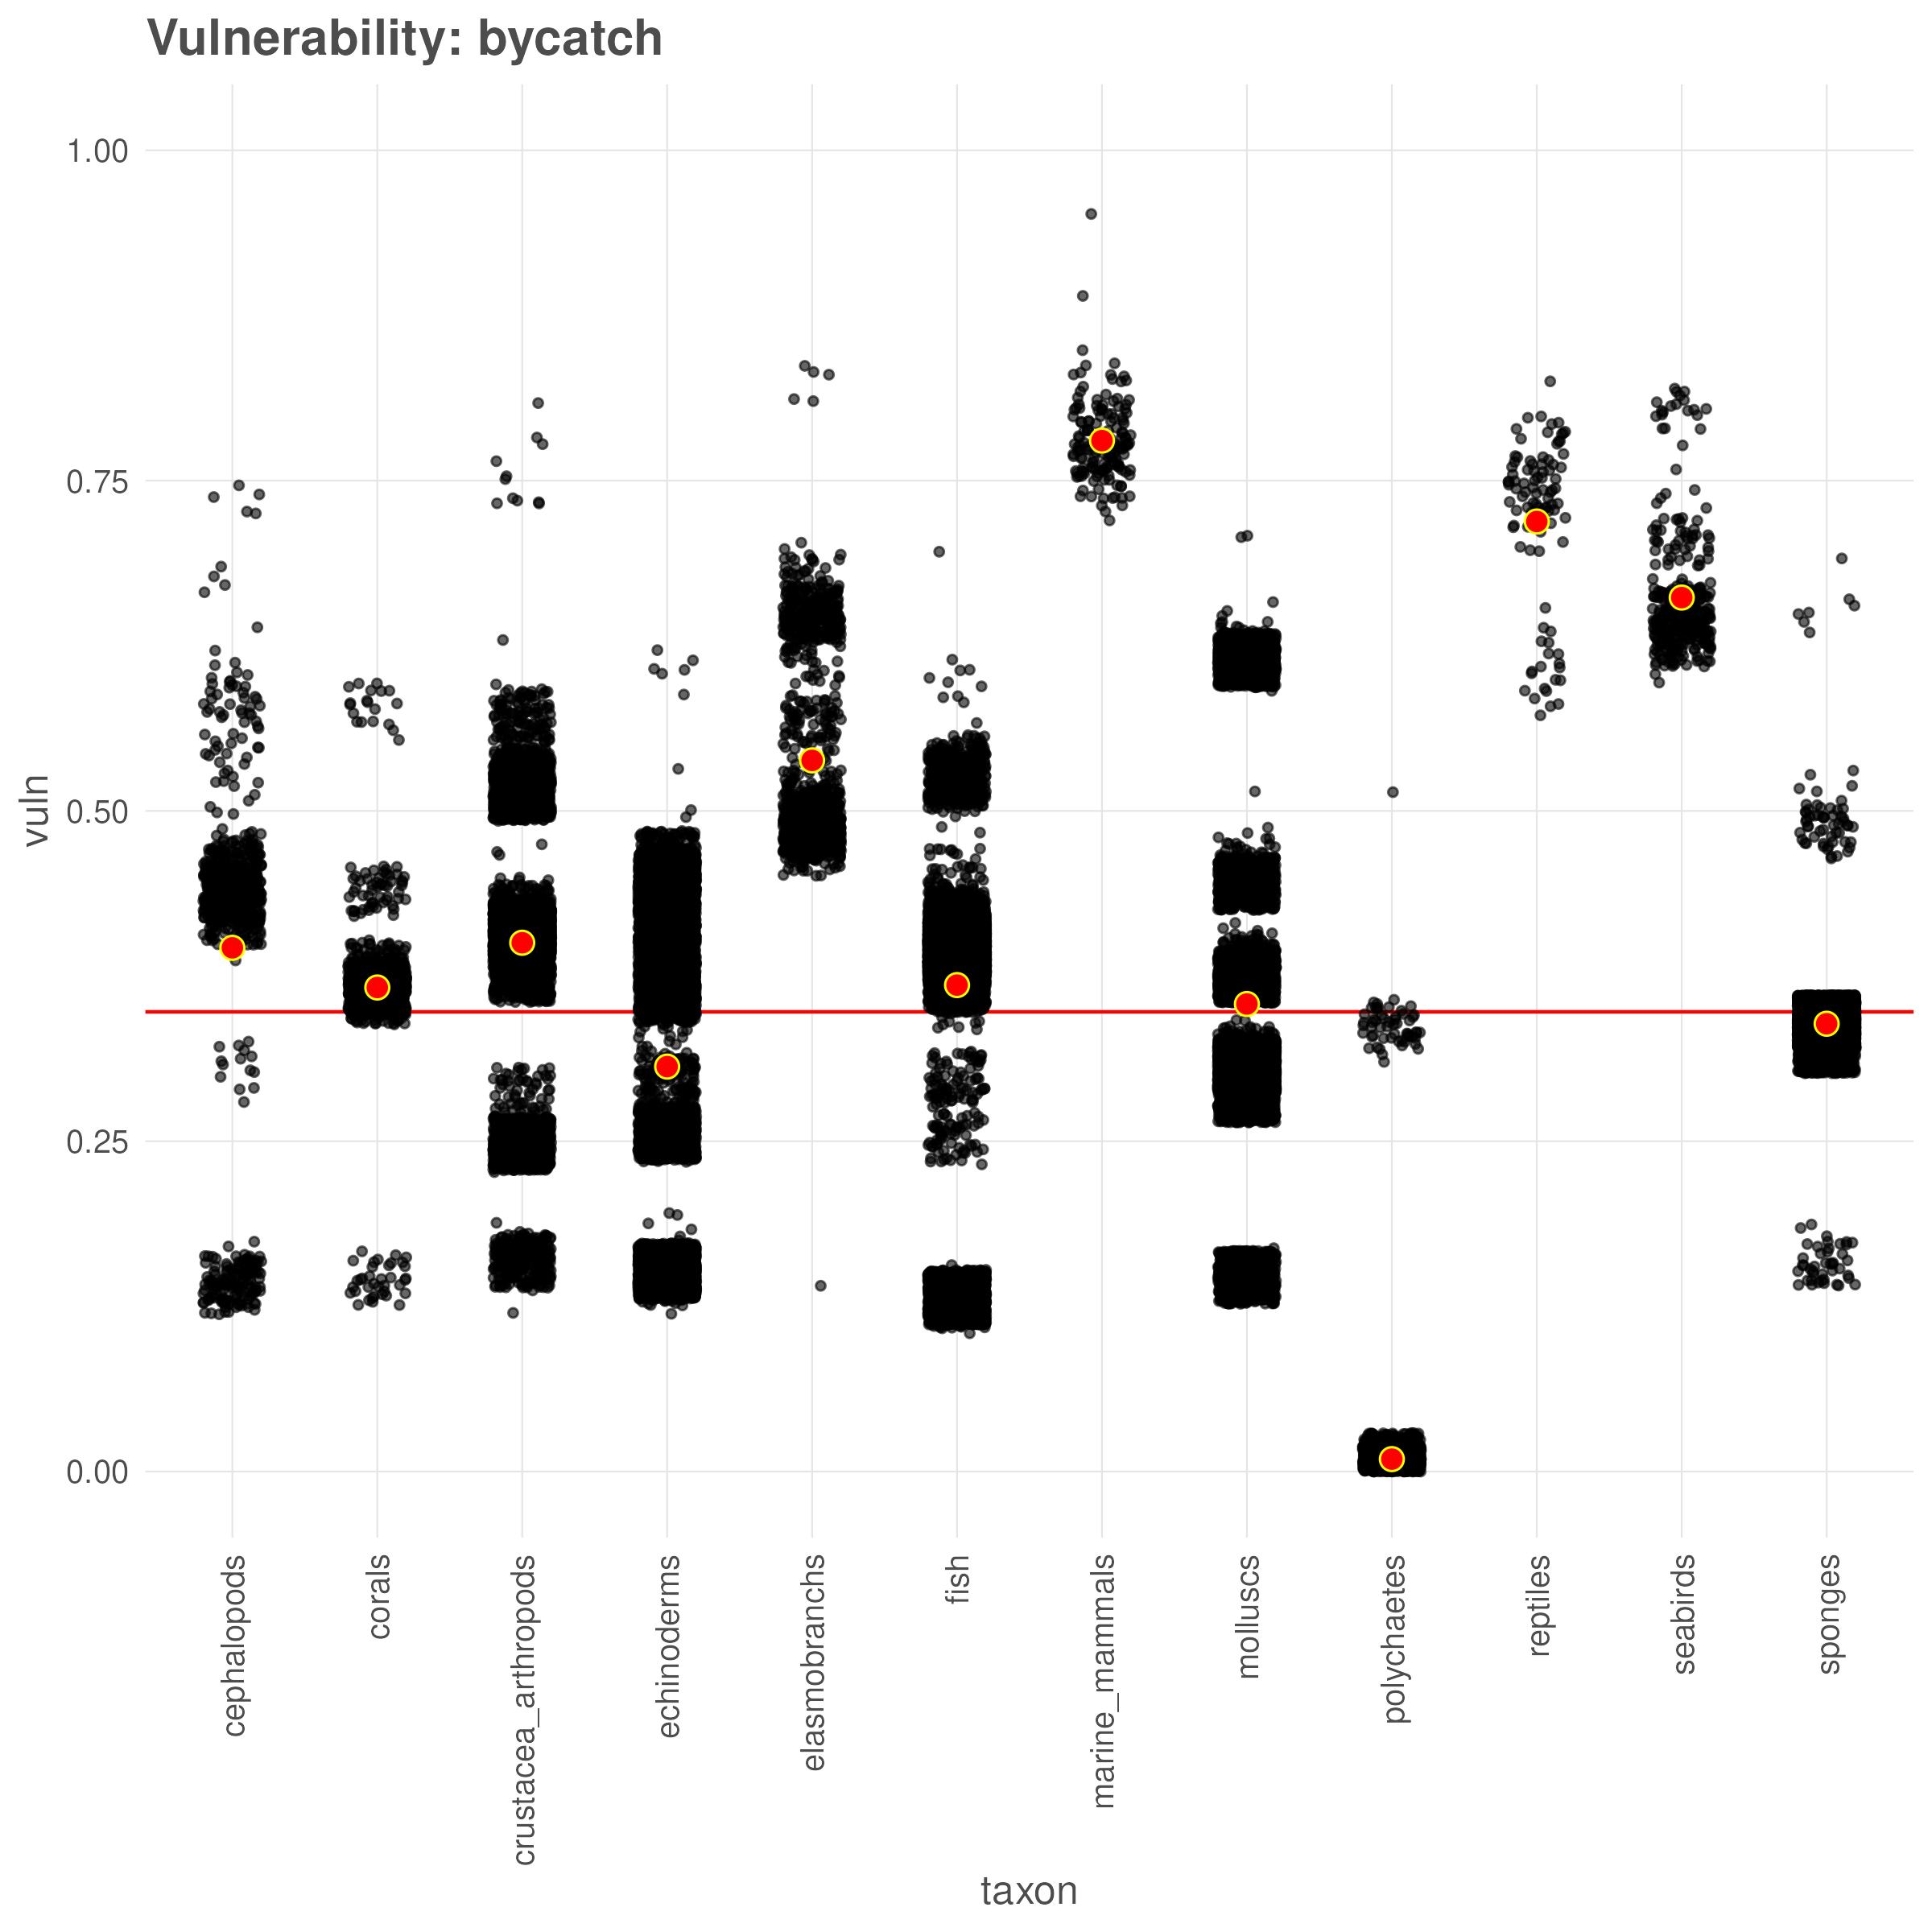 Vulnerability: bycatch
1.00
0.75
0.50
0.25
0.00
vuln
cephalopods
corals
crustacea_arthropods
echinoderms
elasmobranchs
fish
marine_mammals
molluscs
polychaetes
reptiles
seabirds
sponges
taxon